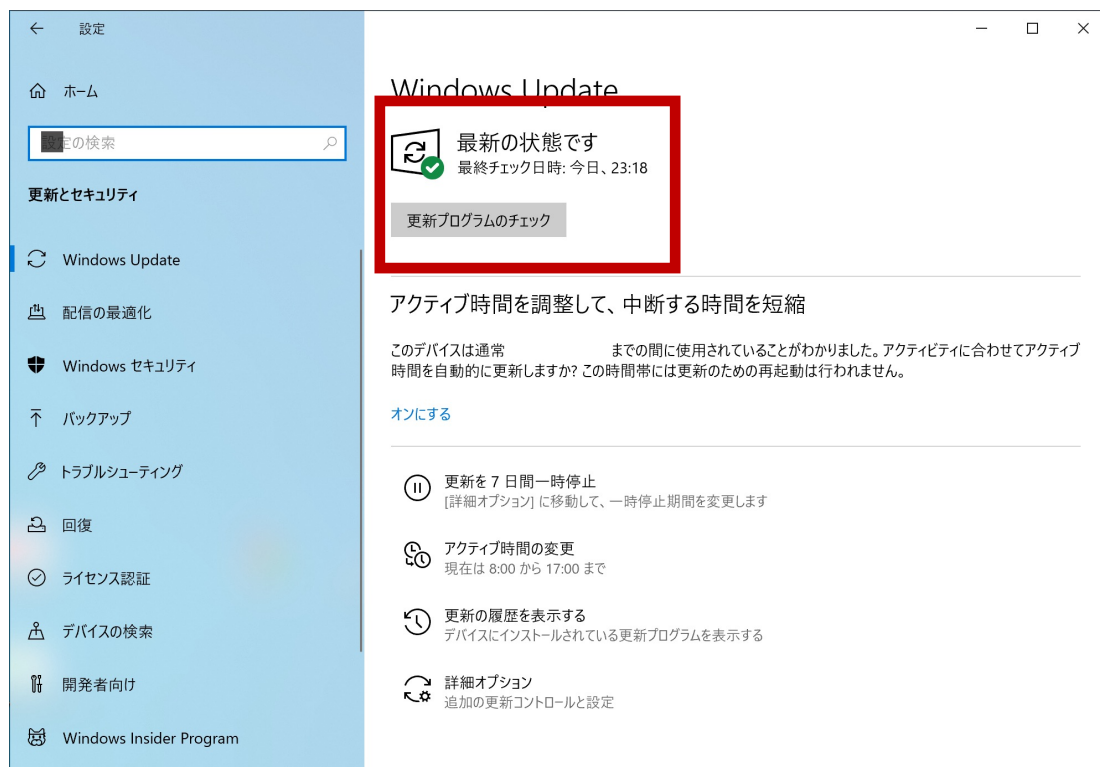 設定
ホーム
設定の検索
更新とセキュリティ
Windows Update
配信の最適化
Windows セキュリティ
バックアップ
トラブルシューティング
回復
ライセンス認証
デバイスの検索
開発者向け
Windows Insider Program
Windows Update
最新の状態です
最終チェック日時: 今日、23:18
更新プログラムのチェック
アクティブ時間を調整して、中断する時間を短縮
このデバイスは通常 までの間に使用されていることがわかりました。アクティビティに合わせてアクティブ
時間を自動的に更新しますか? この時間帯には更新のための再起動は行われません。
オンにする
更新を 7 日間一時停止
[詳細オプション] に移動して、一時停止期間を変更します
アクティブ時間の変更
現在は 8:00 から 17:00 まで
更新の履歴を表示する
デバイスにインストールされている更新プログラムを表示する
詳細オプション
追加の更新コントロールと設定